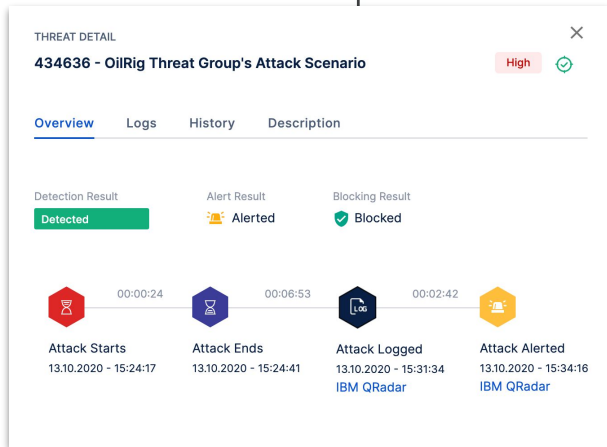 THREAT DETAIL
434636 - OilRig Threat Group's Attack Scenario
High
Overview Logs History Description
Detection Result Alert Result Blocking Result
Detected Alerted Blocked
00:00:24 00:06:53 00:02:42
LOG
Attack Starts Attack Ends Attack Logged Attack Alerted
13.10.2020 - 15:24:17 13.10.2020 - 15:24:41 13.10.2020 - 15:31:34 13.10.2020 - 15:34:16
IBM QRadar IBM QRadar